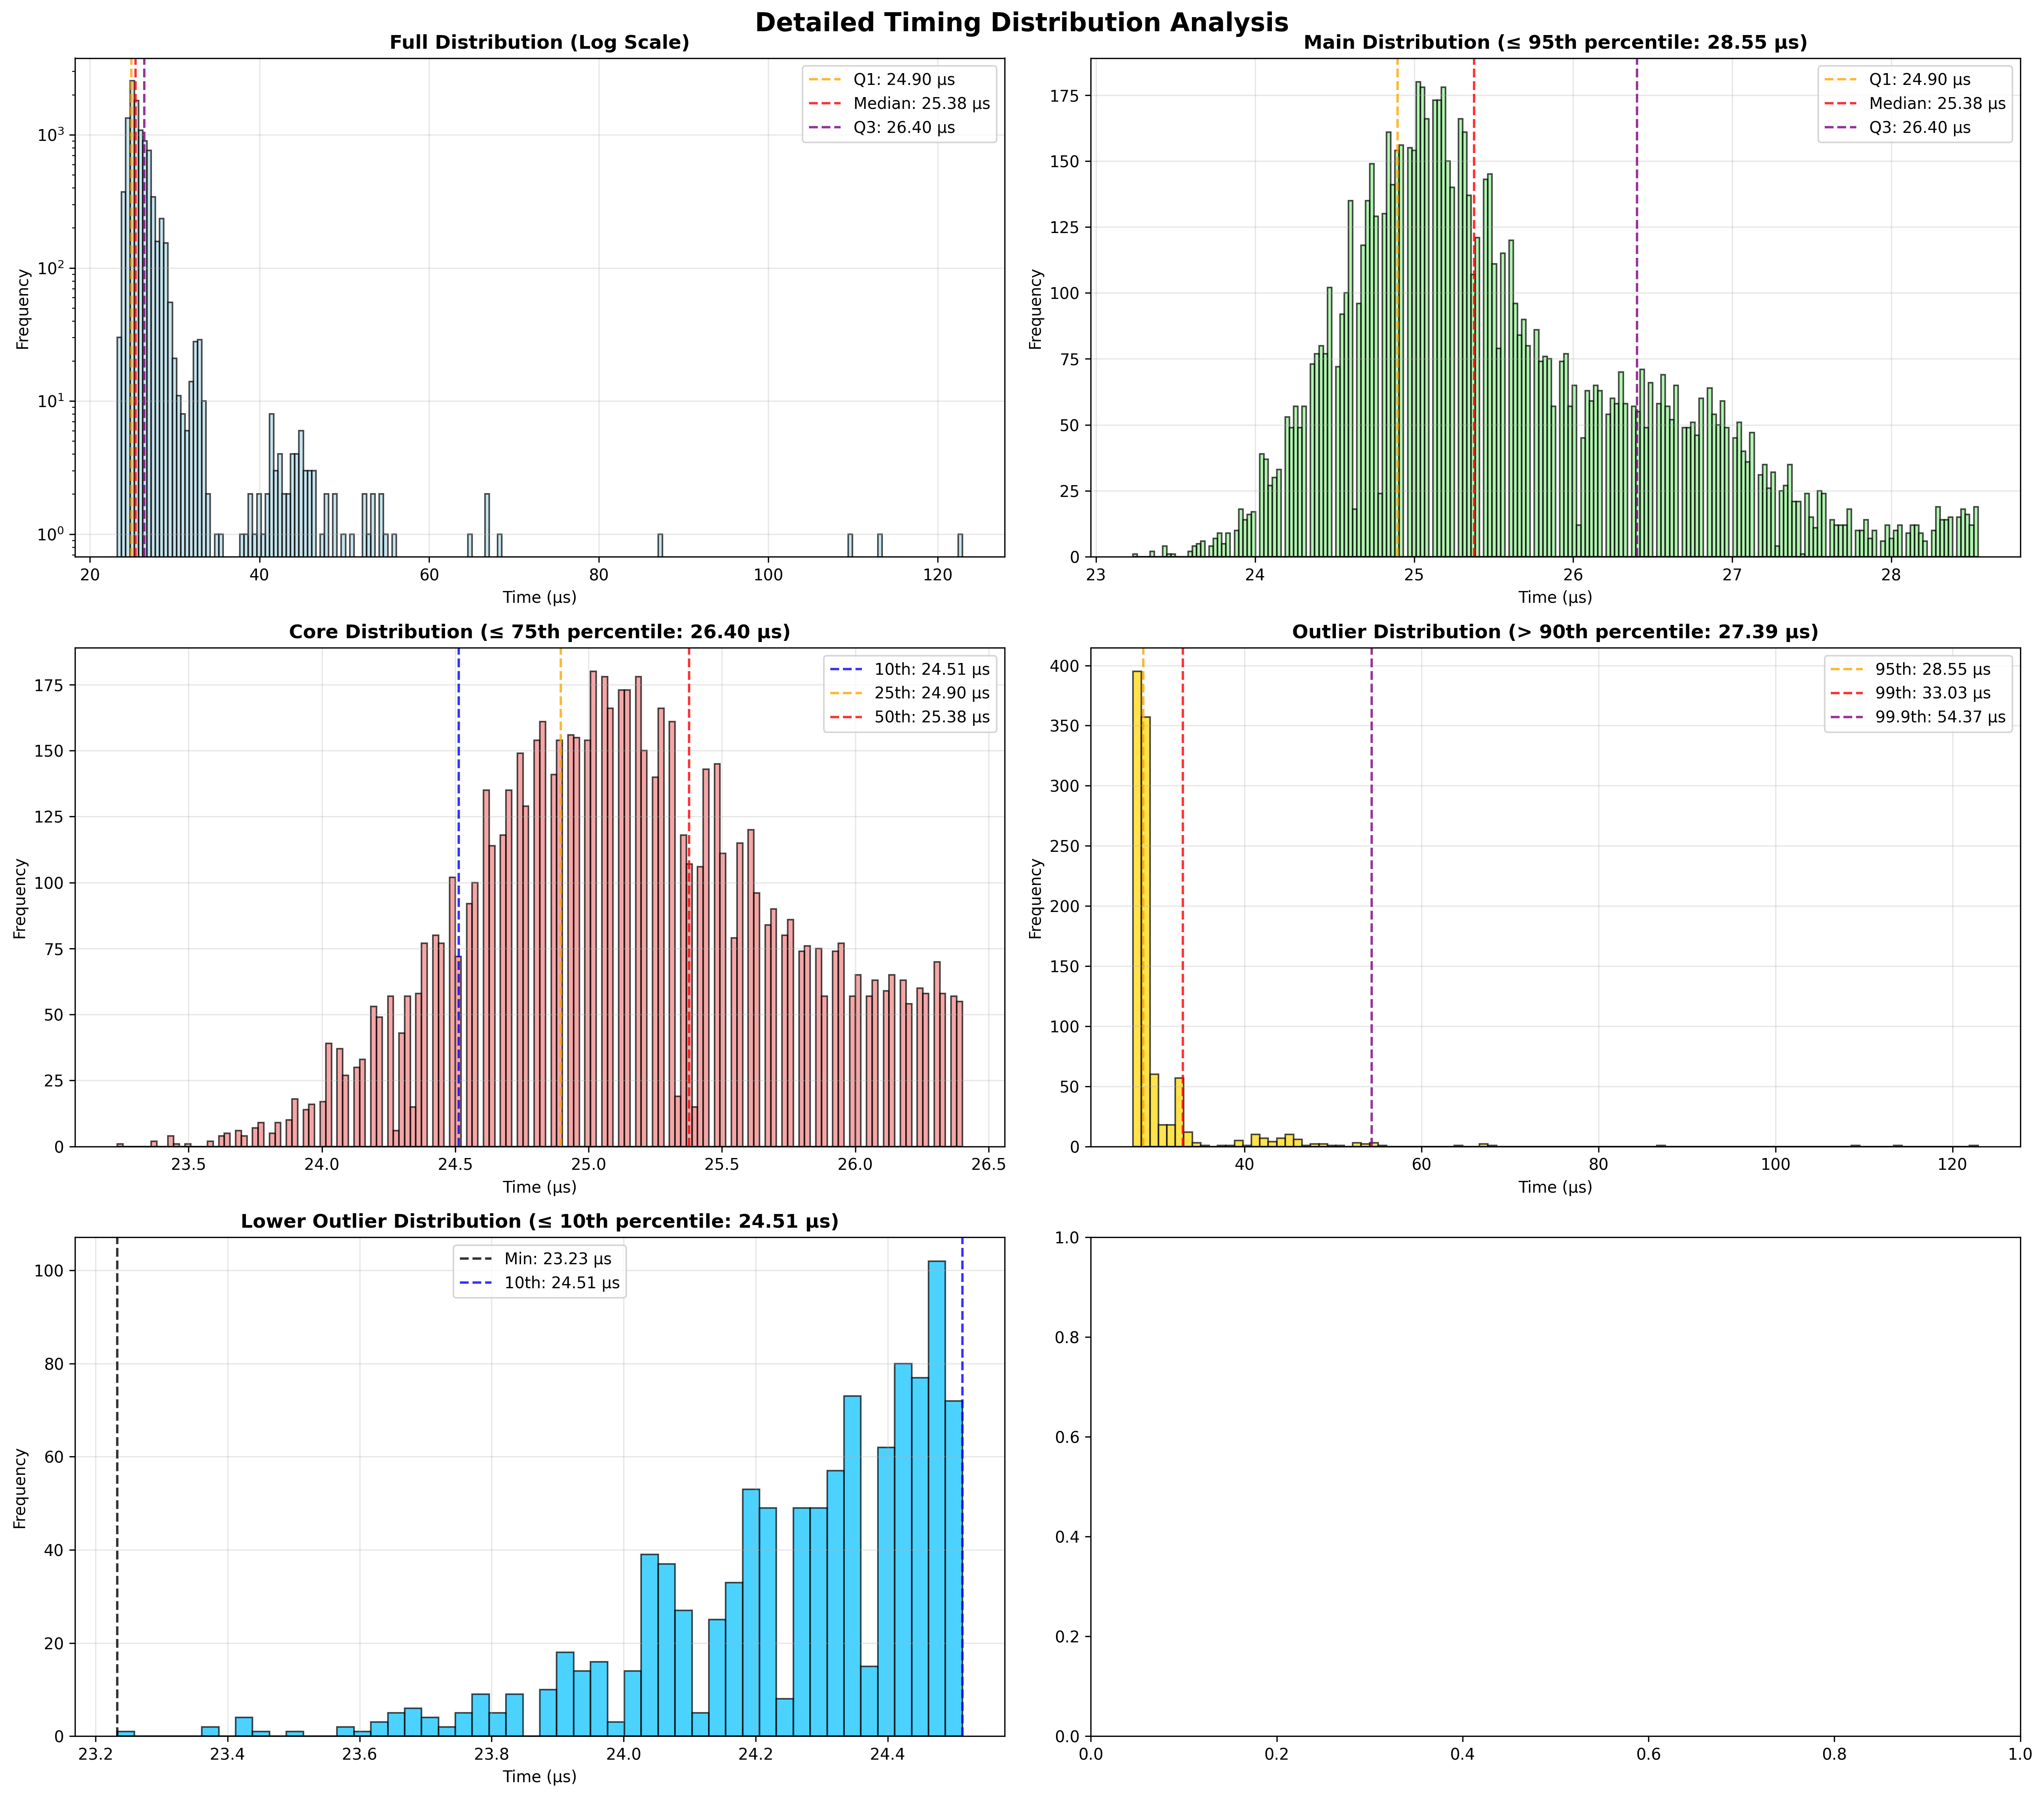 Detailed Timing Distribution Analysis
Full Distribution (Log Scale)
Frequency
10³
10²
10¹
10⁰
Q1: 24.90 µs
Median: 25.38 µs
Q3: 26.40 µs
20 40 60 80 100 120
Time (µs)
Main Distribution (≤ 95th percentile: 28.55 µs)
Frequency
175
150
125
100
75
50
25
0
Q1: 24.90 µs
Median: 25.38 µs
Q3: 26.40 µs
23 24 25 26 27 28
Time (µs)
Core Distribution (≤ 75th percentile: 26.40 µs)
Frequency
175
150
125
100
75
50
25
0
10th: 24.51 µs
25th: 24.90 µs
50th: 25.38 µs
23.5 24.0 24.5 25.0 25.5 26.0 26.5
Time (µs)
Outlier Distribution (> 90th percentile: 27.39 µs)
Frequency
400
350
300
250
200
150
100
50
0
95th: 28.55 µs
99th: 33.03 µs
99.9th: 54.37 µs
40 60 80 100 120
Time (µs)
Lower Outlier Distribution (≤ 10th percentile: 24.51 µs)
Frequency
100
80
60
40
20
0
Min: 23.23 µs
10th: 24.51 µs
23.2 23.4 23.6 23.8 24.0 24.2 24.4
Time (µs)
1.0
0.8
0.6
0.4
0.2
0.0
0.0 0.2 0.4 0.6 0.8 1.0